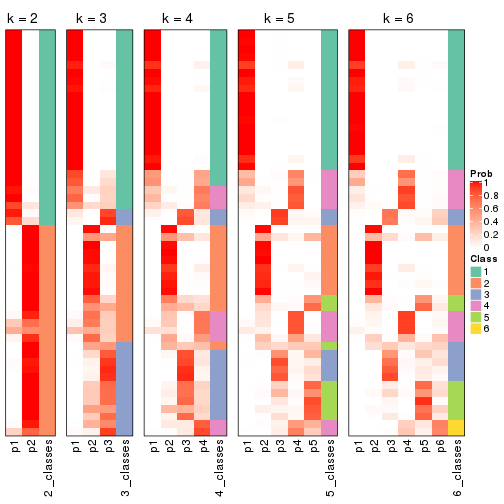 k = 2
k = 3
k = 4
k = 5
k = 6
Prob
1
0.8
0.6
0.4
0.2
0
Class
1
2
3
4
5
6
p1
p2
2_classes
p1
p2
p3
3_classes
p1
p2
p3
p4
4_classes
p1
p2
p3
p4
p5
5_classes
p1
p2
p3
p4
p5
p6
6_classes